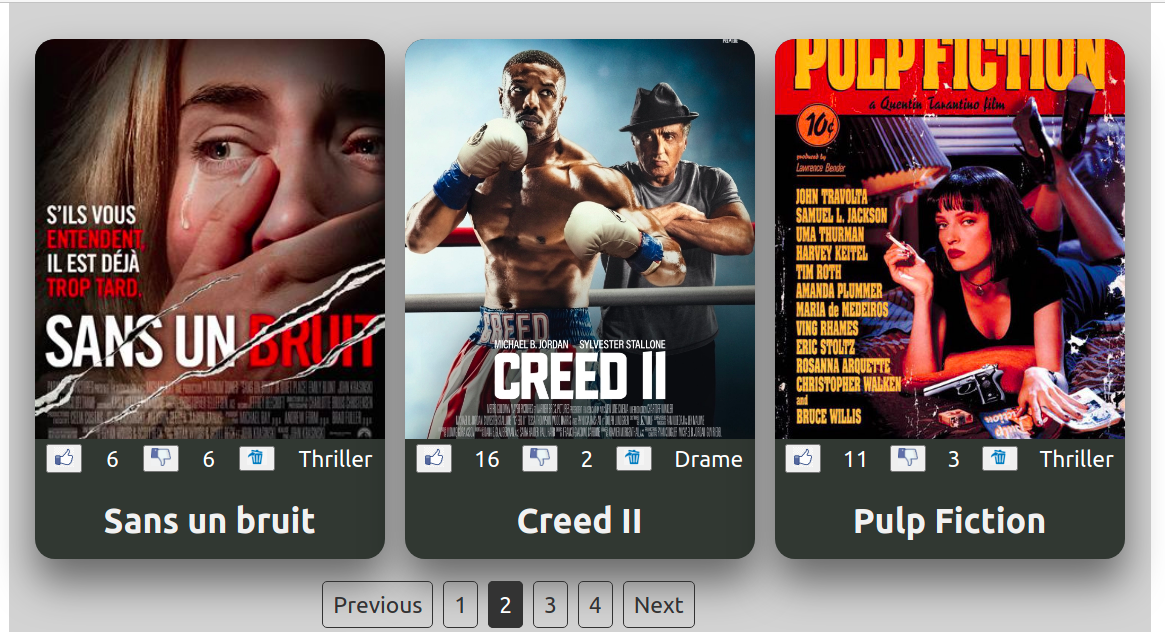 S'ILS VOUS
ENTENDENT,
IL EST DÉJÀ
TROP TARD.
SANS UN BRUIT
6 6 Thriller
Sans un bruit
CREED
MICHAEL B. JORDAN SYLVESTER STALLONE
CREED II
16 2 Drame
Creed II
PULP FICTION
a Quentin Tarantino film
10¢
produced by
Lawrence Bender
JOHN TRAVOLTA
SAMUEL L. JACKSON
UMA THURMAN
HARVEY KEITEL
TIM ROTH
AMANDA PLUMMER
MARIA de MEDEIROS
VING RHAMES
ERIC STOLTZ
ROSANNA ARQUETTE
CHRISTOPHER WALKEN
and
BRUCE WILLIS
11 3 Thriller
Pulp Fiction
Previous 1 2 3 4 Next